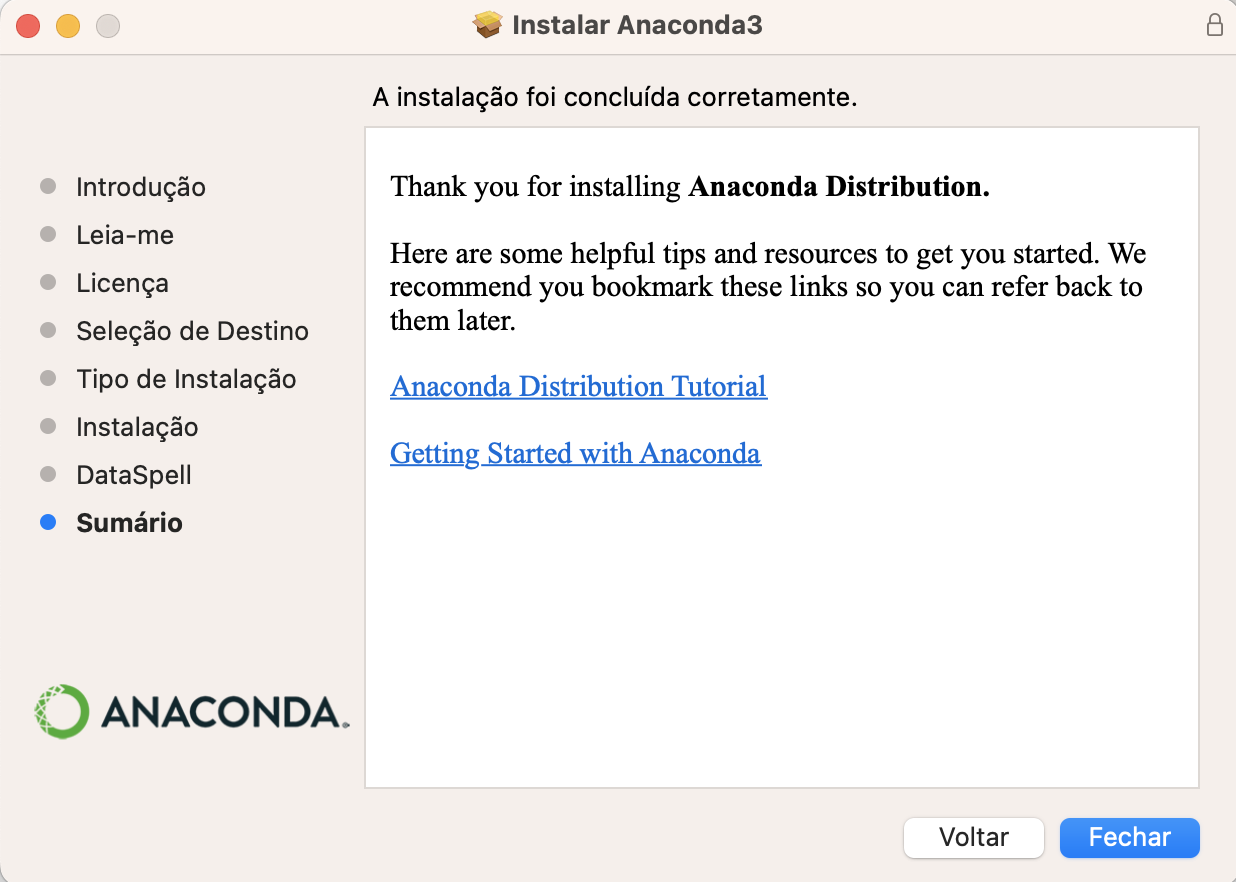 Instalar Anaconda3
A instalação foi concluída corretamente.
Introdução
Leia-me
Licença
Seleção de Destino
Tipo de Instalação
Instalação
DataSpell
Sumário
Thank you for installing Anaconda Distribution.
Here are some helpful tips and resources to get you started. We
recommend you bookmark these links so you can refer back to
them later.
Anaconda Distribution Tutorial
Getting Started with Anaconda
ANACONDA.
Voltar
Fechar